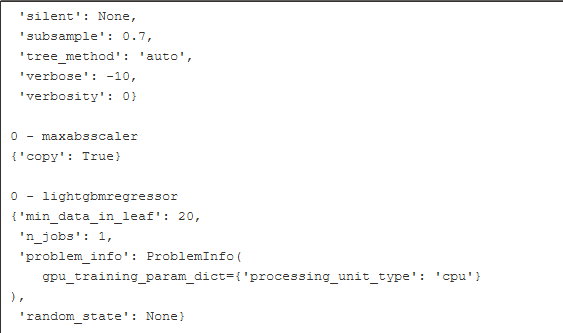 'silent': None,
'subsample': 0.7,
'tree_method': 'auto',
'verbose': -10,
'verbosity': 0}
0 - maxabsscaler
{'copy': True}
0 - lightgbmregressor
{'min_data_in_leaf': 20,
'n_jobs': 1,
'problem_info': ProblemInfo(
gpu_training_param_dict={'processing_unit_type': 'cpu'}
),
'random_state': None}